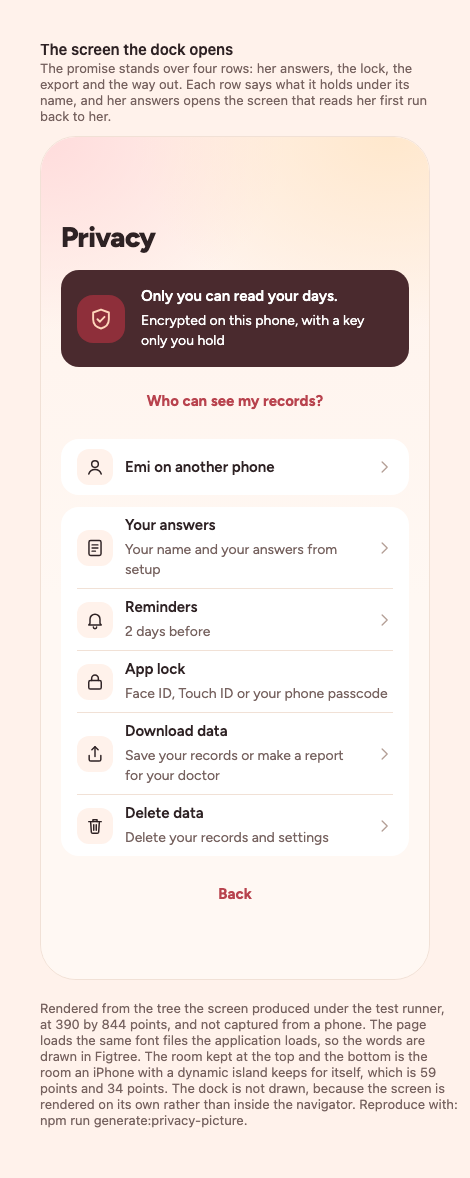 The screen the dock opens
The promise stands over four rows: her answers, the lock, the
export and the way out. Each row says what it holds under its
name, and her answers opens the screen that reads her first run
back to her.
Privacy
Only you can read your days.
Encrypted on this phone, with a key
only you hold
Who can see my records?
Emi on another phone
Your answers
Your name and your answers from
setup
Reminders
2 days before
App lock
Face ID, Touch ID or your phone passcode
Download data
Save your records or make a report
for your doctor
Delete data
Delete your records and settings
Back
Rendered from the tree the screen produced under the test runner,
at 390 by 844 points, and not captured from a phone. The page
loads the same font files the application loads, so the words are
drawn in Figtree. The room kept at the top and the bottom is the
room an iPhone with a dynamic island keeps for itself, which is 59
points and 34 points. The dock is not drawn, because the screen is
rendered on its own rather than inside the navigator. Reproduce with:
npm run generate:privacy-picture.